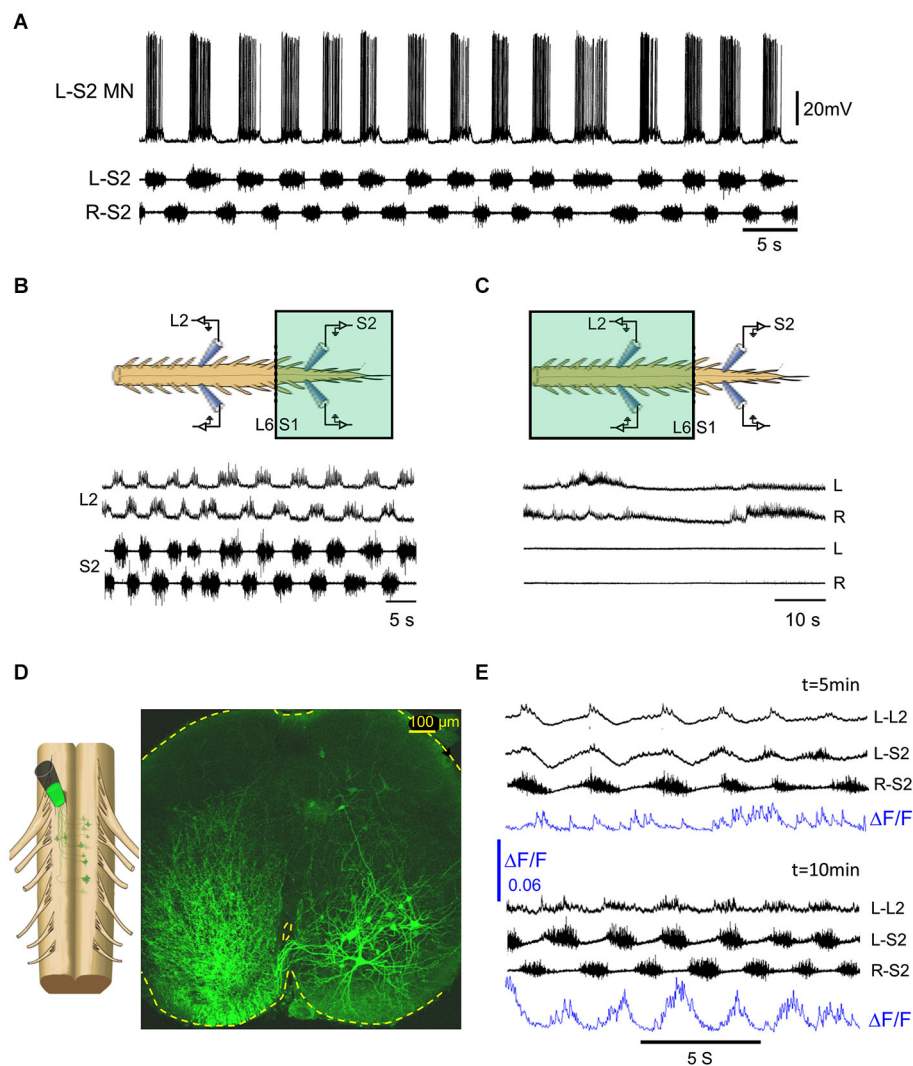 A
L-S2 MN
20mV
L-S2
R-S2
5 s
B
C
L2
S2
L2
S2
L6 S1
L6 S1
L2
S2
5 s
L
R
L
R
10 s
D
E
100 µm
t=5min
L-L2
L-S2
R-S2
ΔF/F
ΔF/F
0.06
t=10min
L-L2
L-S2
R-S2
ΔF/F
5 S